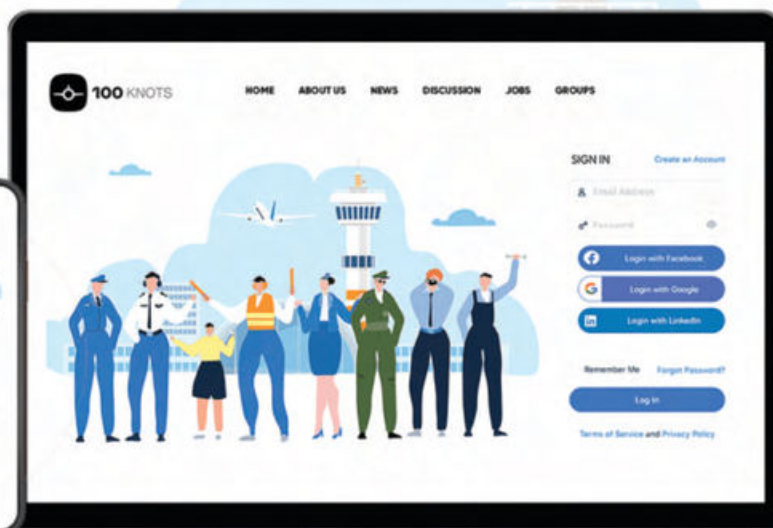 100 KNOTS
HOME ABOUT US NEWS DISCUSSION JOBS GROUPS
SIGN IN Create an Account
Email Address
Password
Login with Facebook
G Login with Google
in Login with LinkedIn
Remember Me Forgot Password?
Log In
Terms of Service and Privacy Policy